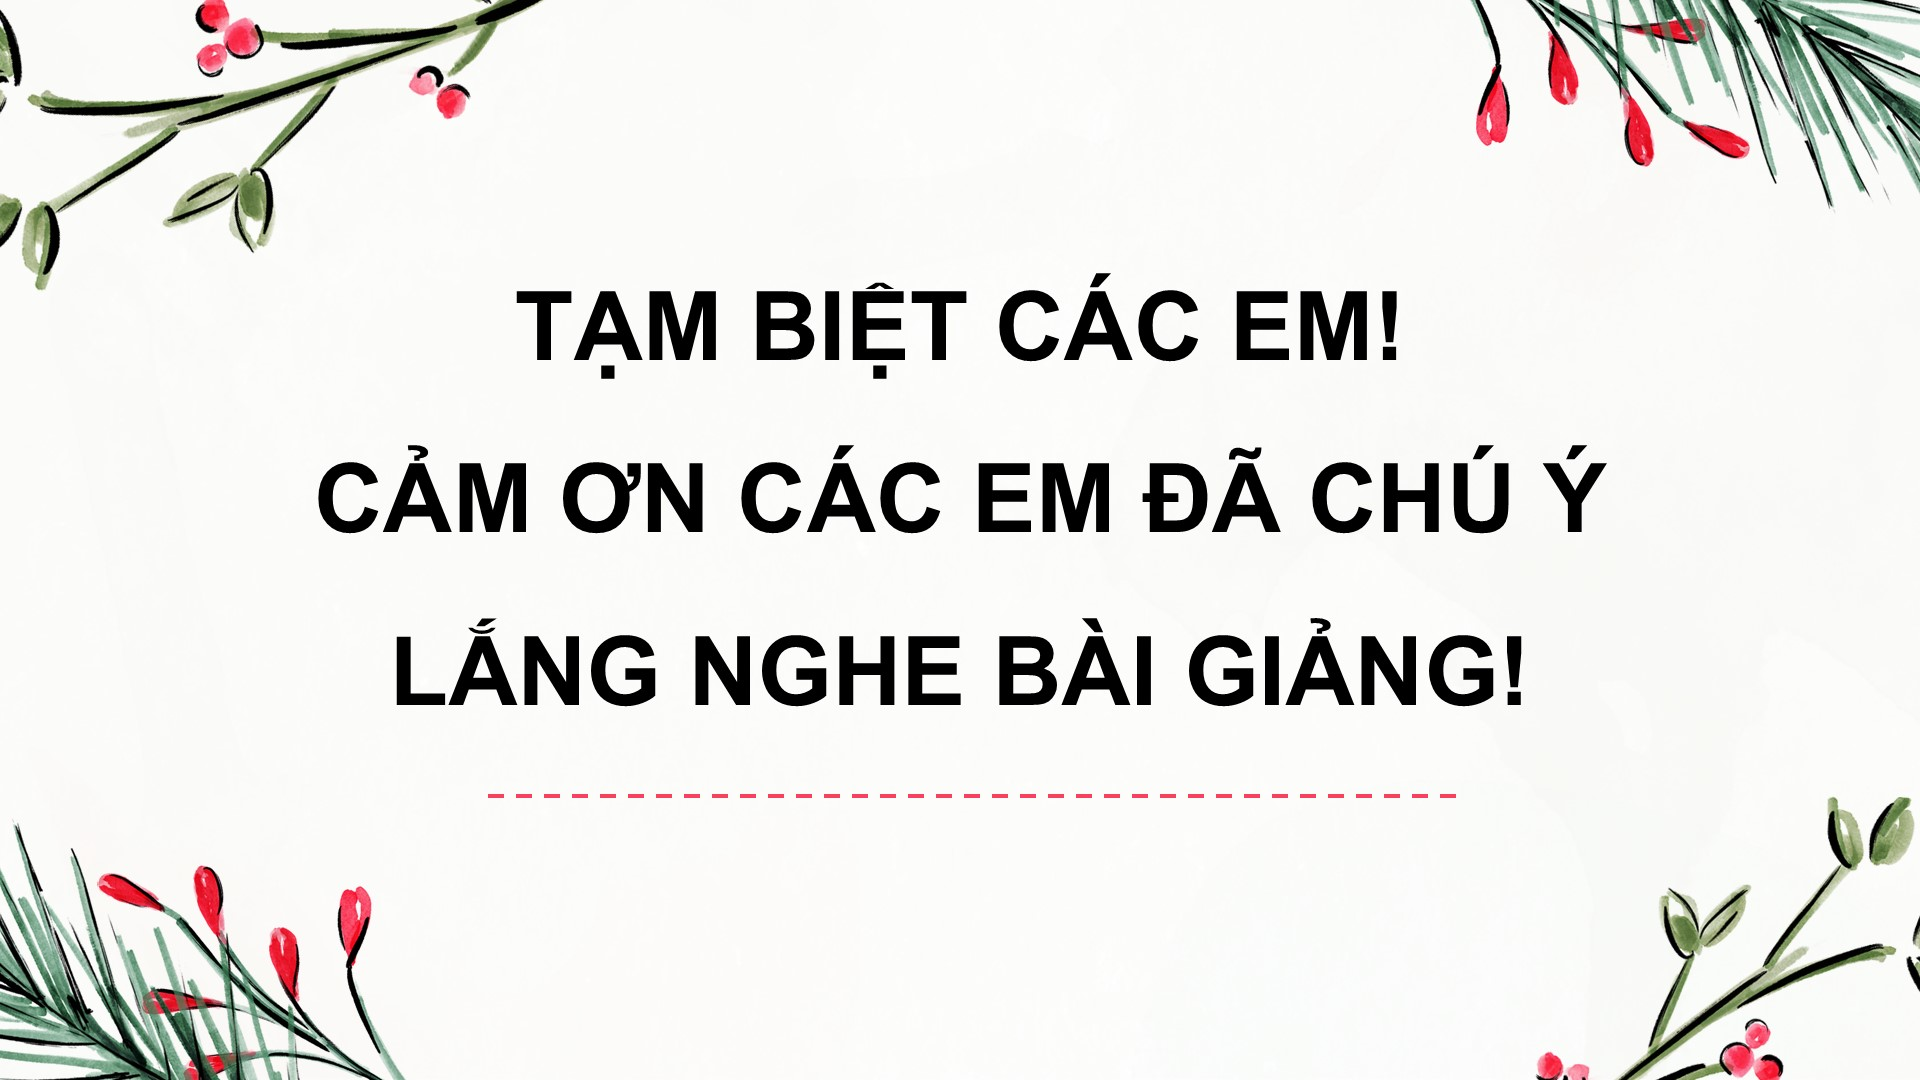 TẠM BIỆT CÁC EM!
CẢM ƠN CÁC EM ĐÃ CHÚ Ý
LẮNG NGHE BÀI GIẢNG!